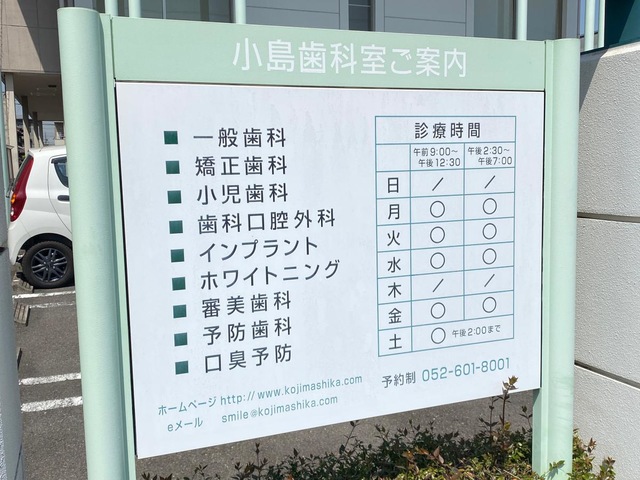 小島歯科室ご案内
一般歯科
矯正歯科
小児歯科
歯科口腔外科
インプラント
ホワイトニング
審美歯科
予防歯科
口臭予防
ホームページ http://www.kojimashika.com
eメール smile@kojimashika.com
診療時間
午前9:00〜午後12:30 午後2:30〜午後7:00
日 / /
月 ○ ○
火 ○ ○
水 ○ ○
木 / /
金 ○ ○
土 ○ 午後2:00まで
予約制 052-601-8001